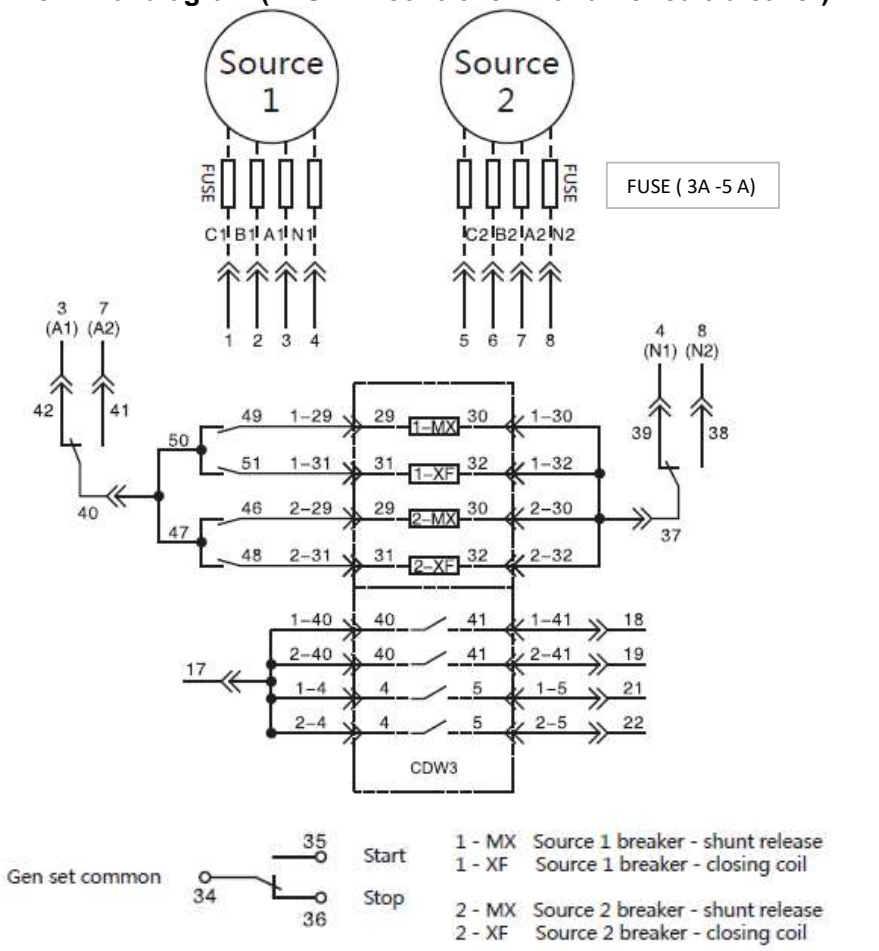 Source
1
Source
2
FUSE
FUSE
FUSE ( 3A -5 A)
C1 B1 A1 N1
C2 B2 A2 N2
1 2 3 4
5 6 7 8
3 7
(A1) (A2)
4 8
(N1) (N2)
42 41
39 38
50 49 1-29 29 1-MX 30 1-30
51 1-31 31 1-XF 32 1-32
40
46 2-29 29 2-MX 30 2-30
37
47 48 2-31 31 2-XF 32 2-32
1-40 40 41 1-41 18
17 2-40 40 41 2-41 19
1-4 4 5 1-5 21
2-4 4 5 2-5 22
CDW3
35 Start
Gen set common
34
Stop
36
1 - MX Source 1 breaker - shunt release
1 - XF Source 1 breaker - closing coil
2 - MX Source 2 breaker - shunt release
2 - XF Source 2 breaker - closing coil